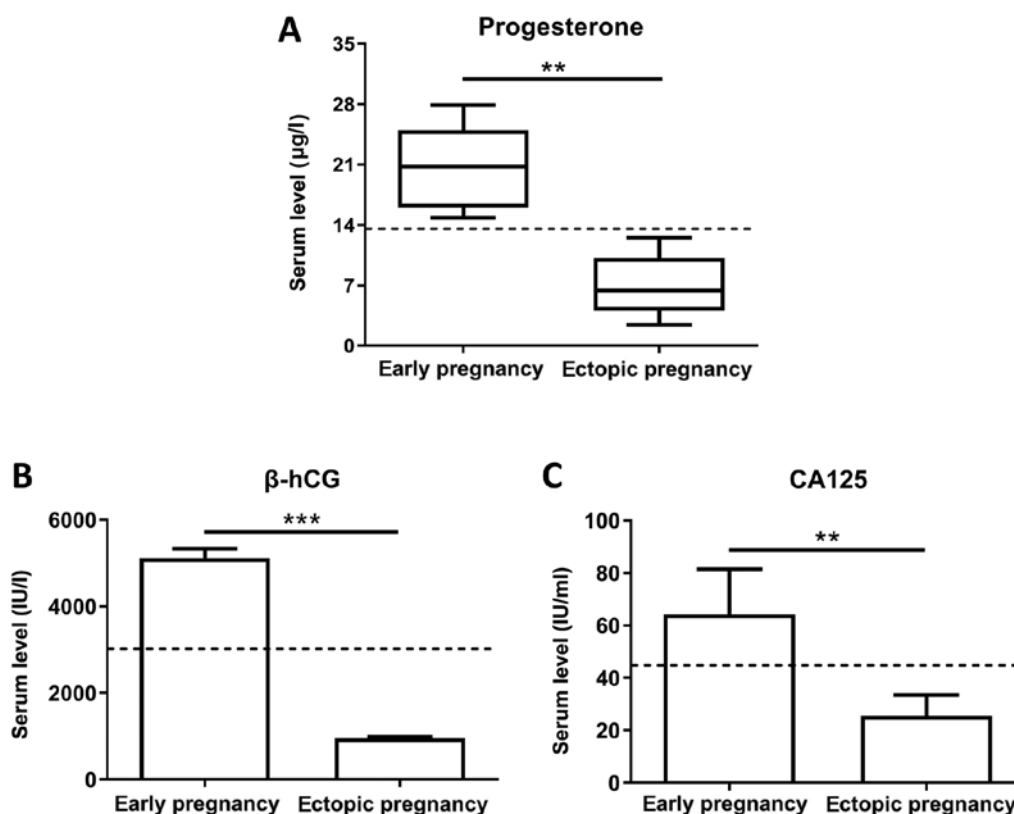 A
Progesterone
**
35
28
21
14
7
0
Serum level (µg/l)
Early pregnancy
Ectopic pregnancy
B
β-hCG
***
6000
4000
2000
0
Serum level (IU/l)
Early pregnancy
Ectopic pregnancy
C
CA125
**
100
80
60
40
20
0
Serum level (IU/ml)
Early pregnancy
Ectopic pregnancy